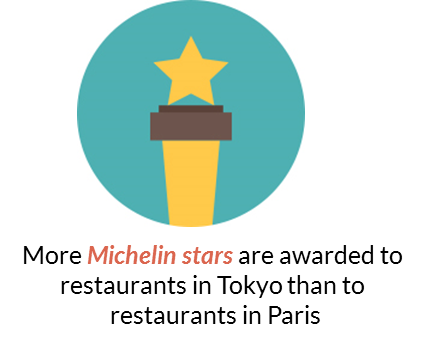 More Michelin stars are awarded to
restaurants in Tokyo than to
restaurants in Paris